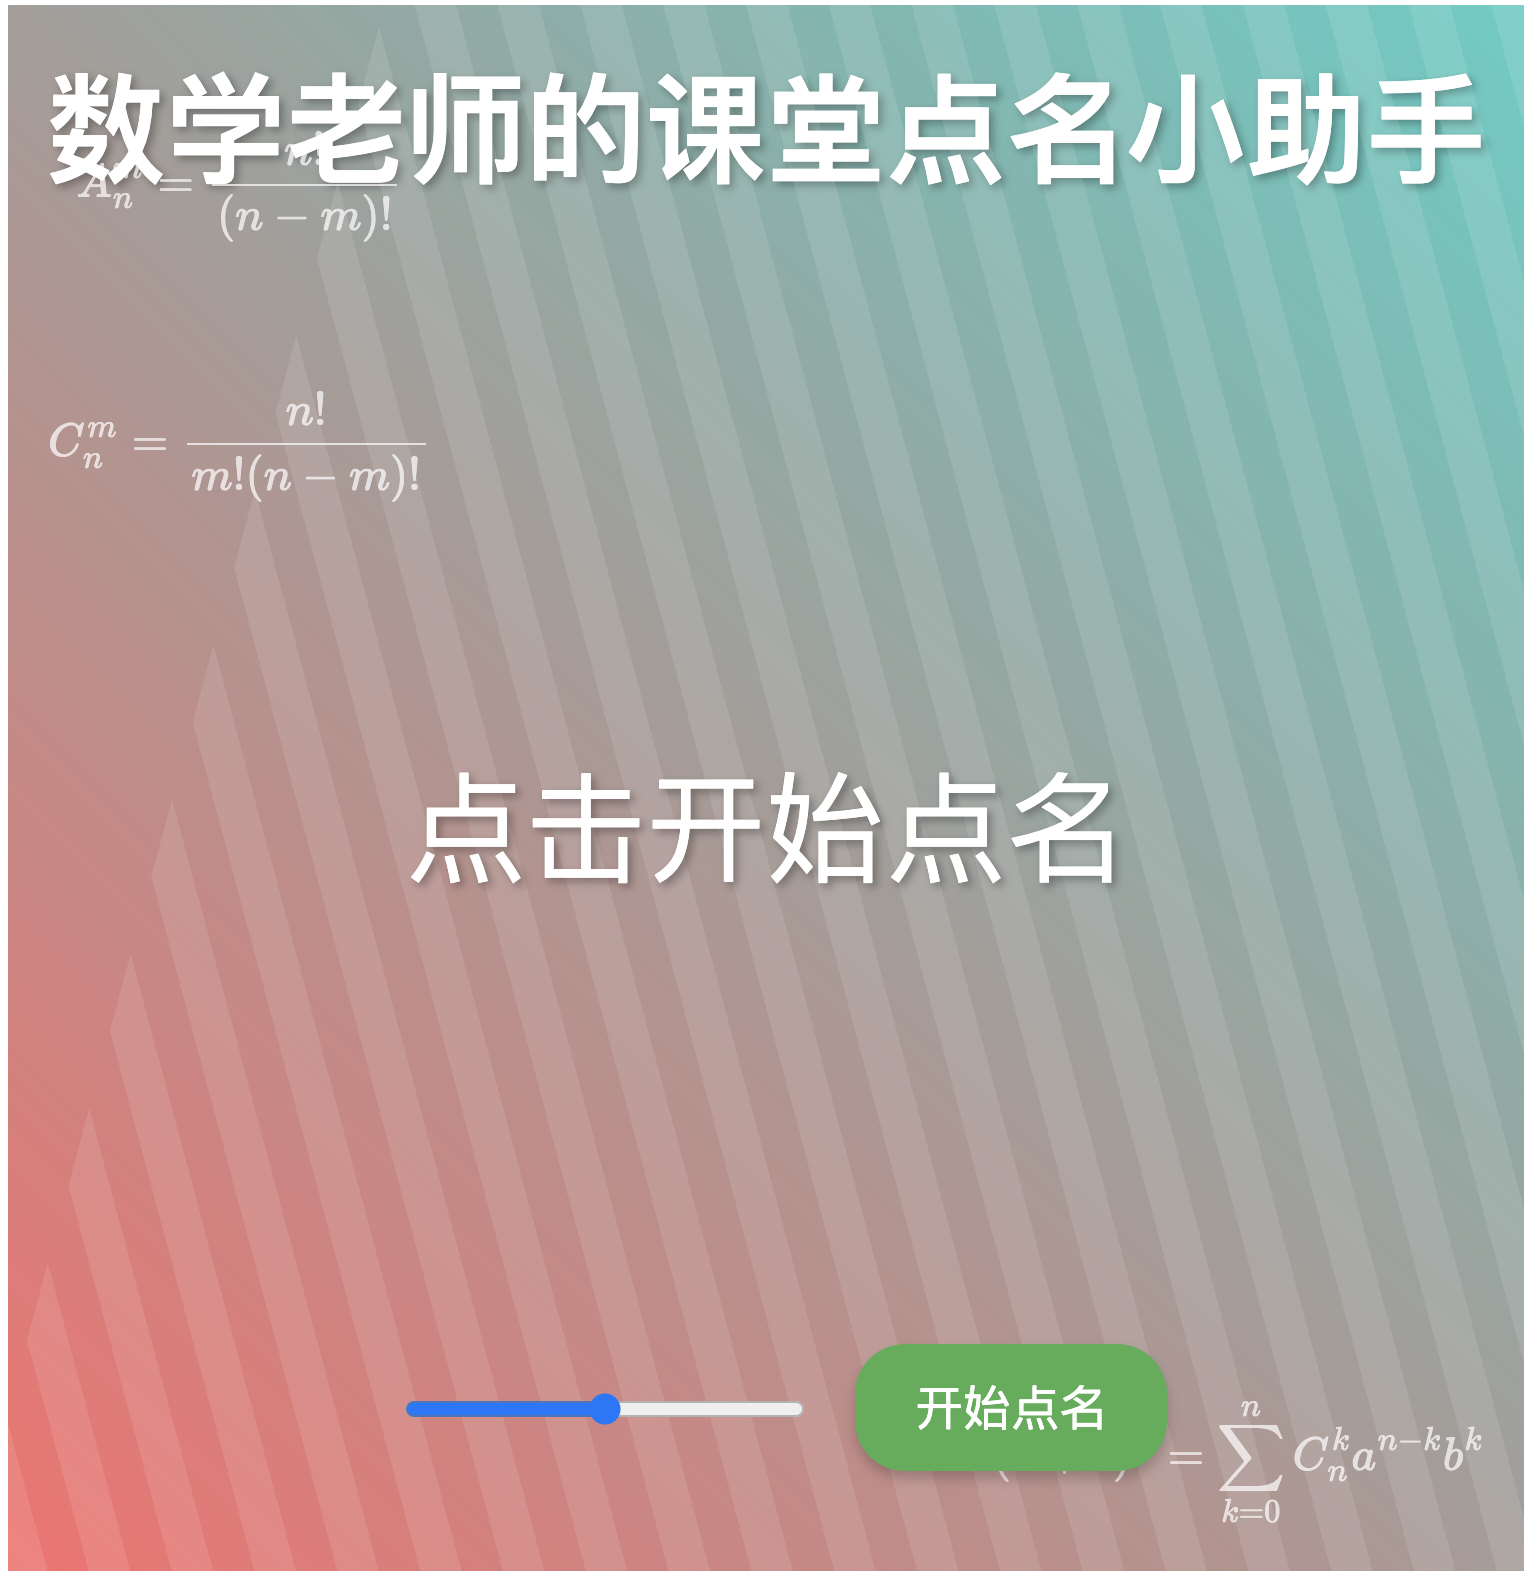 数学老师的课堂点名小助手
A_n^m = \frac{n!}{(n-m)!}
C_n^m = \frac{n!}{m!(n-m)!}
点击开始点名
开始点名
= \sum_{k=0}^{n} C_n^k a^{n-k} b^k